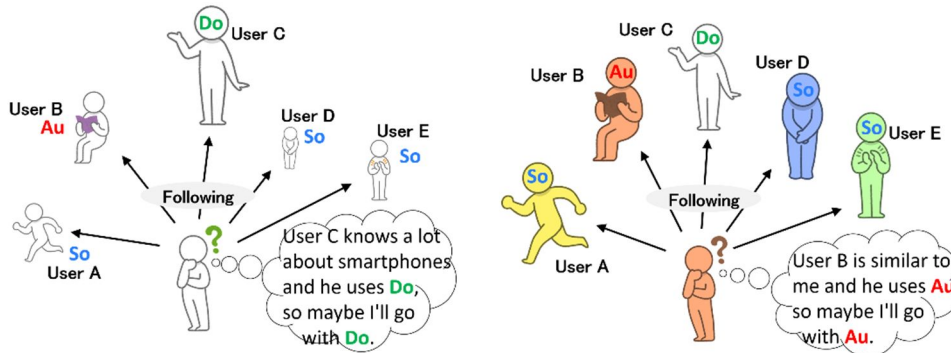 Do
User C
User B
Au
User D
So
User E
So
Following
So
User A
?
User C knows a lot
about smartphones
and he uses Do,
so maybe I'll go
with Do.
Do
User C
User B
Au
User D
So
So
User E
So
Following
User A
?
User B is similar to
me and he uses Au
so maybe I'll go
with Au.